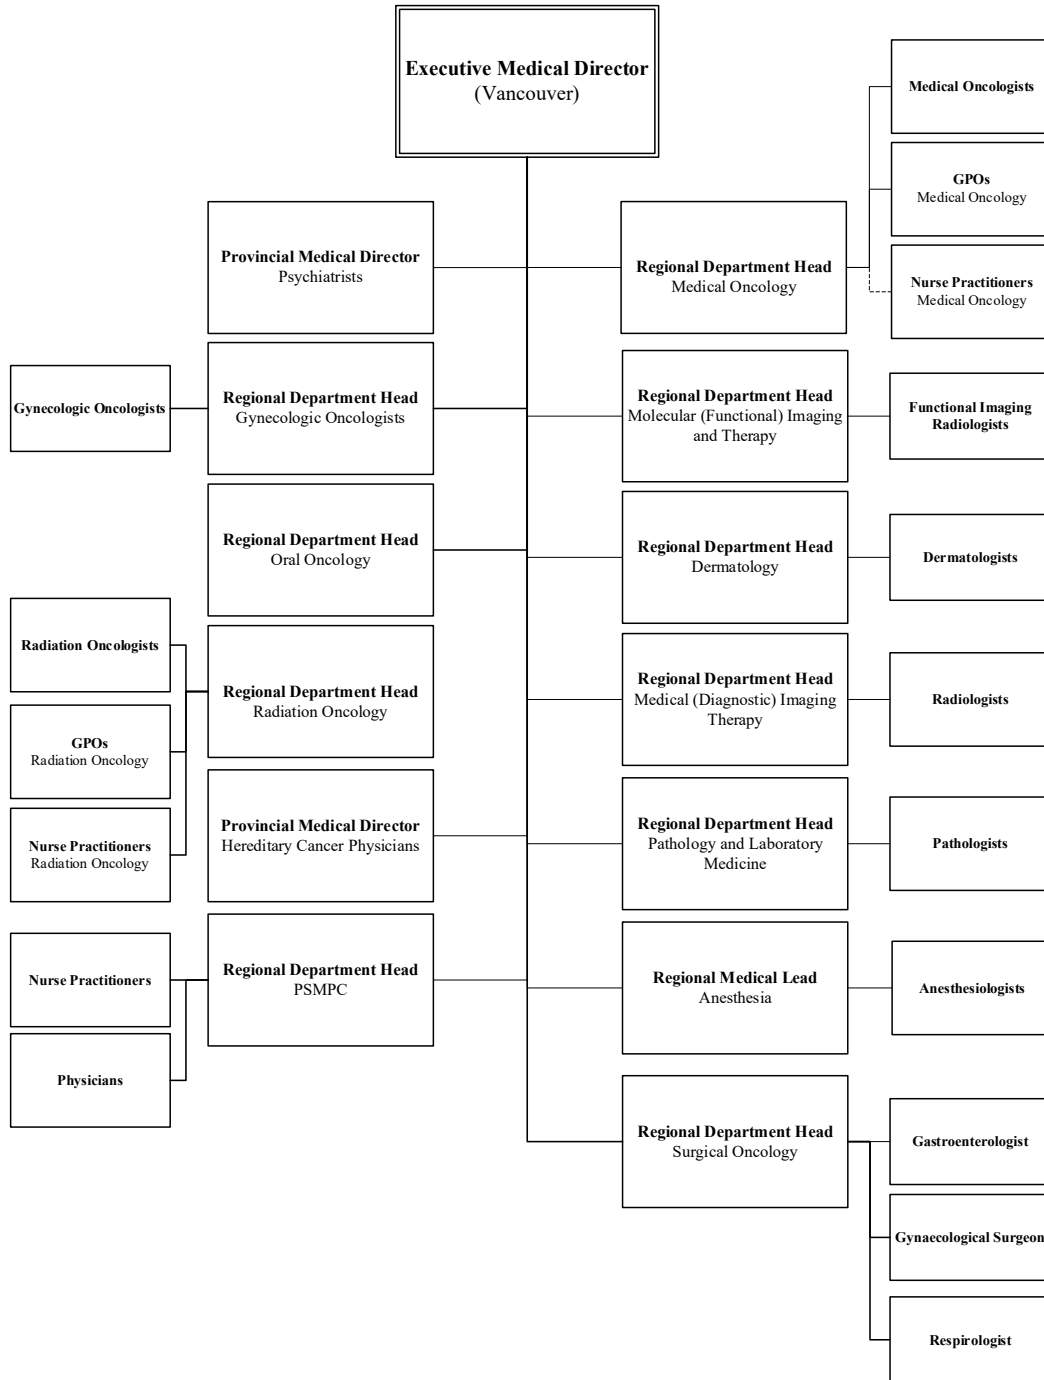 Executive Medical Director
(Vancouver)
Medical Oncologists
GPOs
Medical Oncology
Nurse Practitioners
Medical Oncology
Provincial Medical Director
Psychiatrists
Regional Department Head
Medical Oncology
Gynecologic Oncologists
Regional Department Head
Gynecologic Oncologists
Regional Department Head
Molecular (Functional) Imaging
and Therapy
Functional Imaging
Radiologists
Regional Department Head
Oral Oncology
Regional Department Head
Dermatology
Dermatologists
Radiation Oncologists
GPOs
Radiation Oncology
Nurse Practitioners
Radiation Oncology
Regional Department Head
Radiation Oncology
Regional Department Head
Medical (Diagnostic) Imaging
Therapy
Radiologists
Provincial Medical Director
Hereditary Cancer Physicians
Regional Department Head
Pathology and Laboratory
Medicine
Pathologists
Nurse Practitioners
Physicians
Regional Department Head
PSMPC
Regional Medical Lead
Anesthesia
Anesthesiologists
Regional Department Head
Surgical Oncology
Gastroenterologist
Gynaecological Surgeon
Respirologist